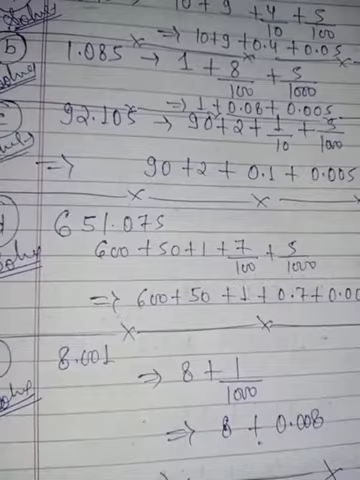 10 + 9 + 4/10 + 5/100
Solve => 10+9+0.4+0.05
b 1.085 → 1 + 8/100 + 5/1000
=> 1+0.08+0.005
92.105 → 90+2+1/10+5/1000
=> 90+2+0.1+0.005
651.075
600+50+1+7/100+5/1000
=> 600+50+1+0.7+0.00
8.001
=> 8+1/1000
=> 8+0.008